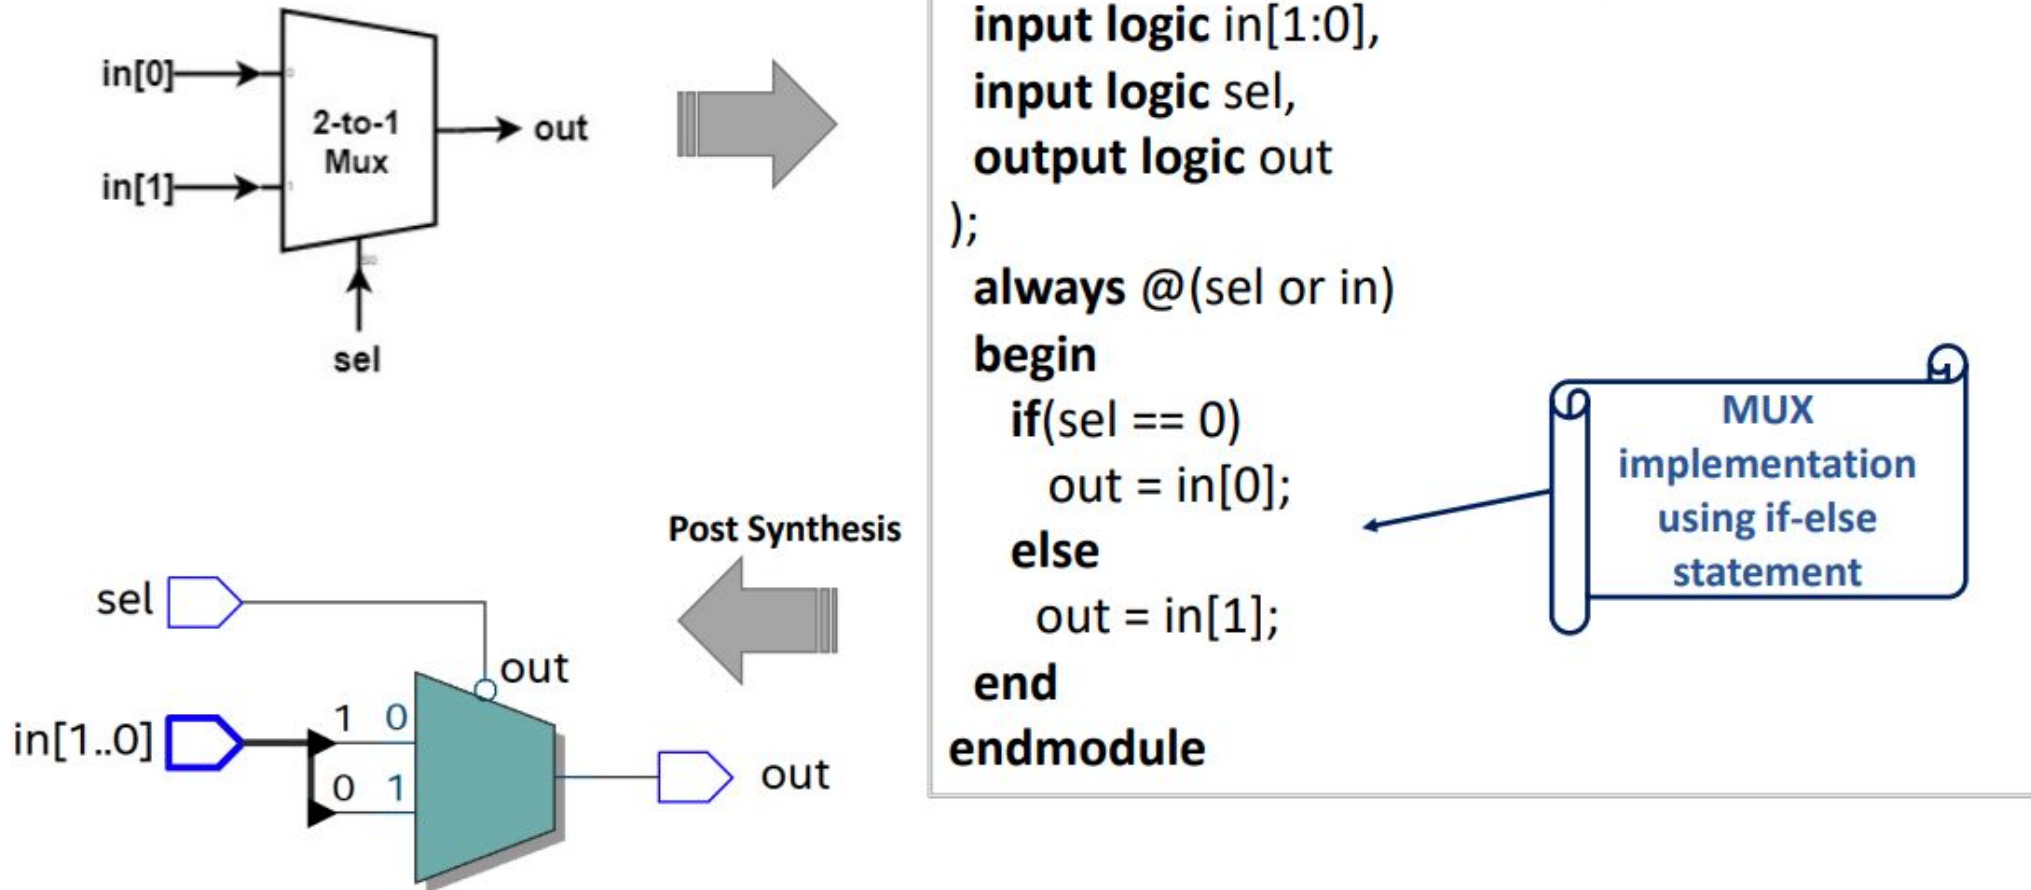 in[0]
0
2-to-1
Mux
out
in[1]
1
sel
input logic in[1:0],
input logic sel,
output logic out
);
always @(sel or in)
begin
if(sel == 0)
out = in[0];
else
out = in[1];
end
endmodule
MUX
implementation
using if-else
statement
Post Synthesis
sel
out
in[1..0]
1 0
0 1
out